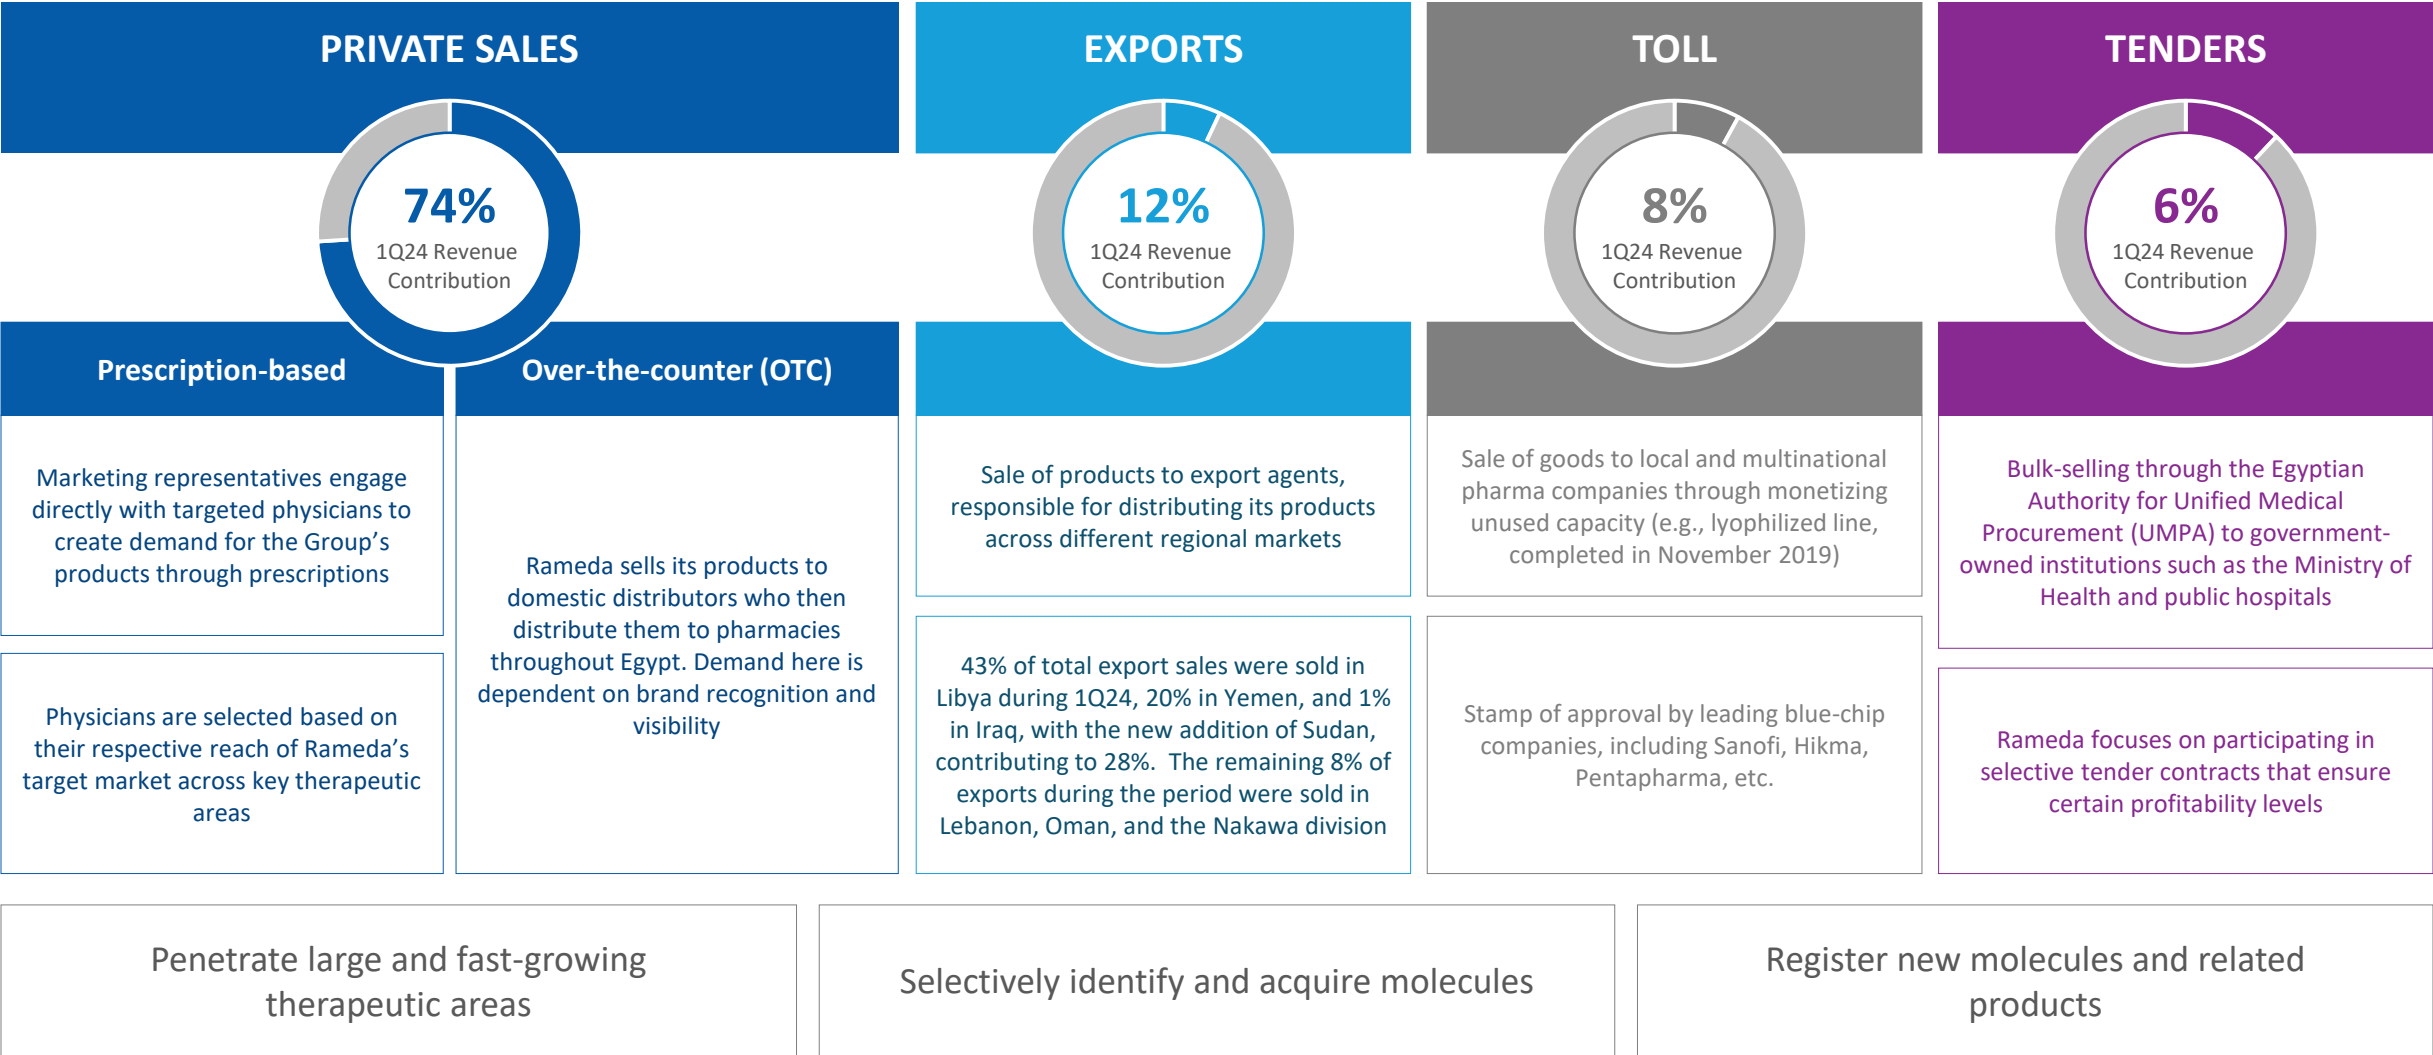 PRIVATE SALES
74%
1Q24 Revenue
Contribution
Prescription-based
Over-the-counter (OTC)
Marketing representatives engage
directly with targeted physicians to
create demand for the Group's
products through prescriptions
Physicians are selected based on
their respective reach of Rameda's
target market across key therapeutic
areas
Rameda sells its products to
domestic distributors who then
distribute them to pharmacies
throughout Egypt. Demand here is
dependent on brand recognition and
visibility
EXPORTS
12%
1Q24 Revenue
Contribution
Sale of products to export agents,
responsible for distributing its products
across different regional markets
43% of total export sales were sold in
Libya during 1Q24, 20% in Yemen, and 1%
in Iraq, with the new addition of Sudan,
contributing to 28%.  The remaining 8% of
exports during the period were sold in
Lebanon, Oman, and the Nakawa division
TOLL
8%
1Q24 Revenue
Contribution
Sale of goods to local and multinational
pharma companies through monetizing
unused capacity (e.g., lyophilized line,
completed in November 2019)
Stamp of approval by leading blue-chip
companies, including Sanofi, Hikma,
Pentapharma, etc.
TENDERS
6%
1Q24 Revenue
Contribution
Bulk-selling through the Egyptian
Authority for Unified Medical
Procurement (UMPA) to government-
owned institutions such as the Ministry of
Health and public hospitals
Rameda focuses on participating in
selective tender contracts that ensure
certain profitability levels
Penetrate large and fast-growing
therapeutic areas
Selectively identify and acquire molecules
Register new molecules and related
products